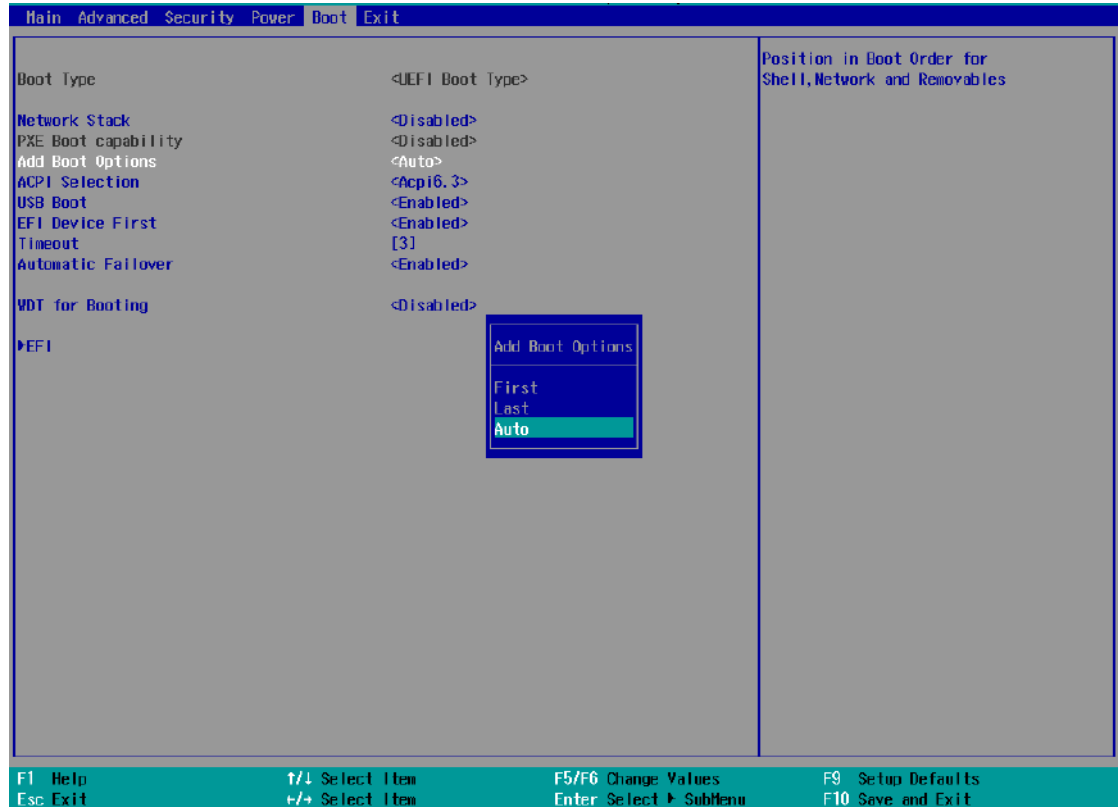 Main Advanced Security Power Boot Exit
Position in Boot Order for
Shell,Network and Removables
Boot Type <UEFI Boot Type>
Network Stack <Disabled>
PXE Boot capability <Disabled>
Add Boot Options <Auto>
ACPI Selection <Acpi6.3>
USB Boot <Enabled>
EFI Device First <Enabled>
Timeout [3]
Automatic Failover <Enabled>
WDT for Booting <Disabled>
▶EFI
Add Boot Options
First
Last
Auto
F1 Help ↑/↓ Select Item F5/F6 Change Values F9 Setup Defaults
Esc Exit ←/→ Select Item Enter Select ▶ SubMenu F10 Save and Exit